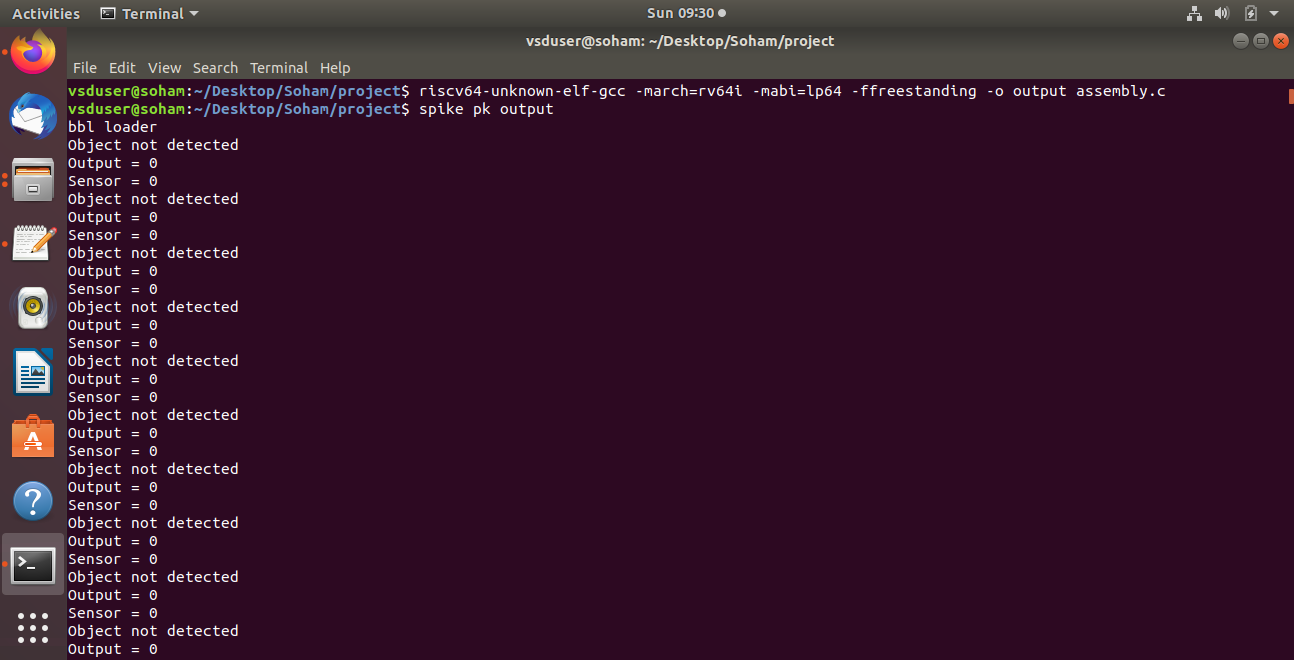 Activities Terminal Sun 09:30
vsduser@soham: ~/Desktop/Soham/project
File Edit View Search Terminal Help
vsduser@soham:~/Desktop/Soham/project$ riscv64-unknown-elf-gcc -march=rv64i -mabi=lp64 -ffreestanding -o output assembly.c
vsduser@soham:~/Desktop/Soham/project$ spike pk output
bbl loader
Object not detected
Output = 0
Sensor = 0
Object not detected
Output = 0
Sensor = 0
Object not detected
Output = 0
Sensor = 0
Object not detected
Output = 0
Sensor = 0
Object not detected
Output = 0
Sensor = 0
Object not detected
Output = 0
Sensor = 0
Object not detected
Output = 0
Sensor = 0
Object not detected
Output = 0
Sensor = 0
Object not detected
Output = 0
Sensor = 0
Object not detected
Output = 0